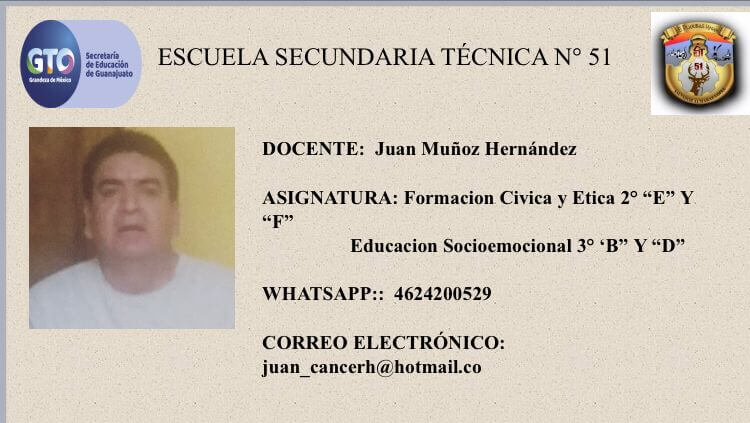 GTO
Grandeza de México
Secretaría
de Educación
de Guanajuato
ESCUELA SECUNDARIA TÉCNICA N° 51
51
DOCENTE:  Juan Muñoz Hernández
ASIGNATURA: Formacion Civica y Etica 2° “E” Y
“F”
Educacion Socioemocional 3° ‘B” Y “D”
WHATSAPP::  4624200529
CORREO ELECTRÓNICO:
juan_cancerh@hotmail.co